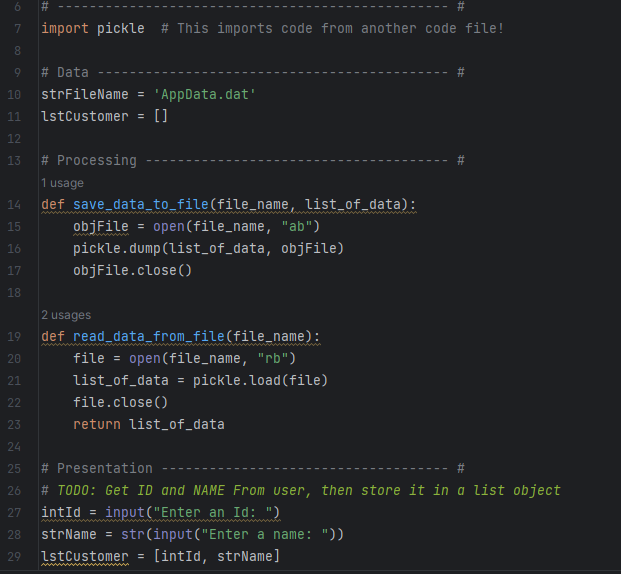 6 # ------------------------------------------------- #
7 import pickle  # This imports code from another code file!
8
9 # Data -------------------------------------------- #
10 strFileName = 'AppData.dat'
11 lstCustomer = []
12
13 # Processing -------------------------------------- #
1 usage
14 def save_data_to_file(file_name, list_of_data):
15     objFile = open(file_name, "ab")
16     pickle.dump(list_of_data, objFile)
17     objFile.close()
18
2 usages
19 def read_data_from_file(file_name):
20     file = open(file_name, "rb")
21     list_of_data = pickle.load(file)
22     file.close()
23     return list_of_data
24
25 # Presentation ------------------------------------ #
26 # TODO: Get ID and NAME From user, then store it in a list object
27 intId = input("Enter an Id: ")
28 strName = str(input("Enter a name: "))
29 lstCustomer = [intId, strName]